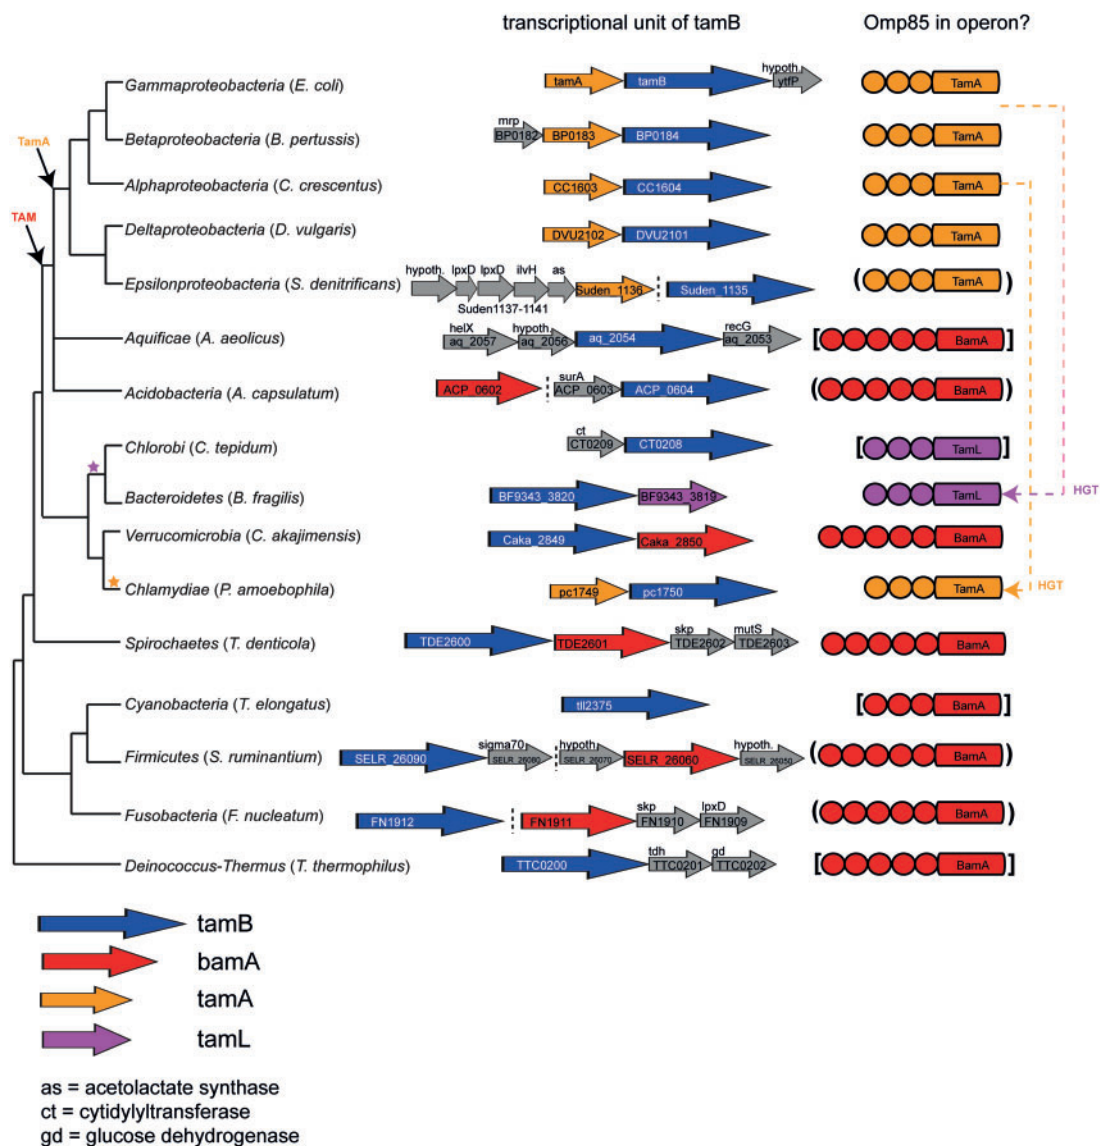 transcriptional unit of tamB Omp85 in operon?
hypoth.
Gammaproteobacteria (E. coli) tamA tamB ytfP TamA
mrp
Betaproteobacteria (B. pertussis) BP0182 BP0183 BP0184 TamA
TamA
Alphaproteobacteria (C. crescentus) CC1603 CC1604 TamA
TAM
Deltaproteobacteria (D. vulgaris) DVU2102 DVU2101 TamA
hypoth. lpxD lpxD ilvH as
Epsilonproteobacteria (S. denitrificans) Suden_1136 Suden_1135 ( TamA )
Suden1137-1141
helX hypoth. recG
Aquificae (A. aeolicus) aq_2057 aq_2056 aq_2054 aq_2053 [ BamA ]
surA
Acidobacteria (A. capsulatum) ACP_0602 ACP_0603 ACP_0604 ( BamA )
ct
Chlorobi (C. tepidum) CT0209 CT0208 [ TamL ]
Bacteroidetes (B. fragilis) BF9343_3820 BF9343_3819 TamL HGT
Verrucomicrobia (C. akajimensis) Caka_2849 Caka_2850 BamA
Chlamydiae (P. amoebophila) pc1749 pc1750 TamA HGT
skp mutS
Spirochaetes (T. denticola) TDE2600 TDE2601 TDE2602 TDE2603 BamA
Cyanobacteria (T. elongatus) tll2375 [ BamA ]
sigma70 hypoth. hypoth.
Firmicutes (S. ruminantium) SELR_26090 SELR_26080 SELR_26070 SELR_26060 SELR_26050 ( BamA )
skp lpxD
Fusobacteria (F. nucleatum) FN1912 FN1911 FN1910 FN1909 ( BamA )
tdh gd
Deinococcus-Thermus (T. thermophilus) TTC0200 TTC0201 TTC0202 [ BamA ]
tamB
bamA
tamA
tamL
as = acetolactate synthase
ct = cytidylyltransferase
gd = glucose dehydrogenase